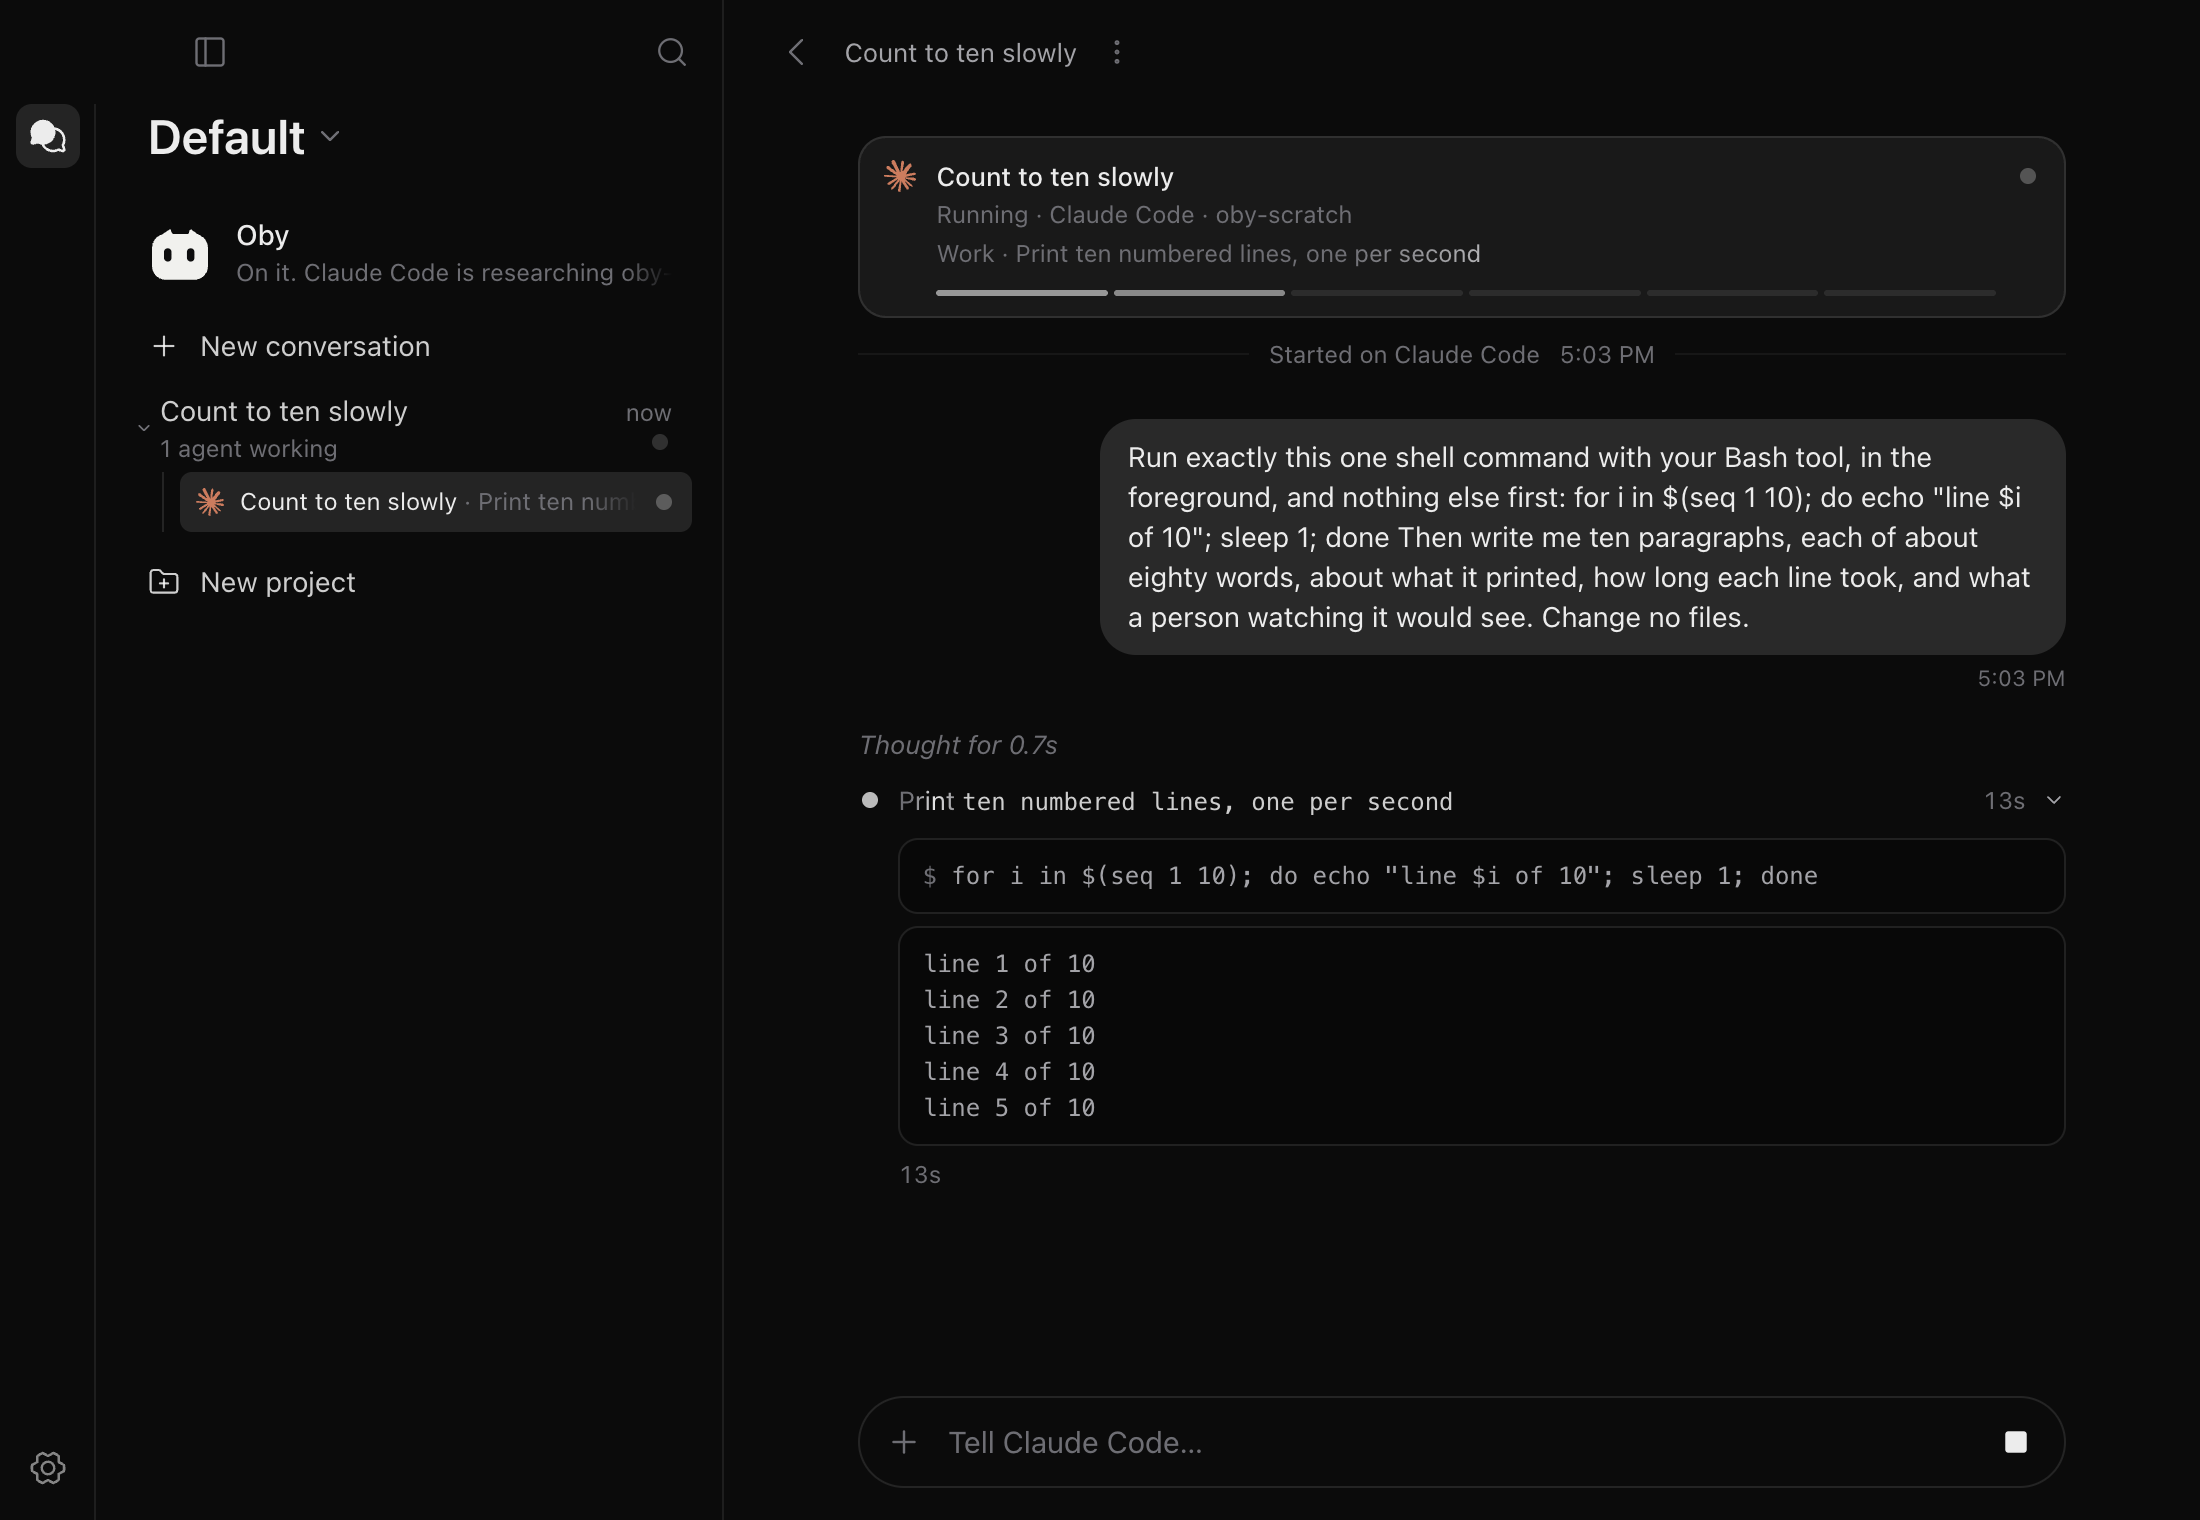 Count to ten slowly
Default
Oby
On it. Claude Code is researching oby-
New conversation
Count to ten slowly now
1 agent working
Count to ten slowly · Print ten num
New project
Count to ten slowly
Running · Claude Code · oby-scratch
Work · Print ten numbered lines, one per second
Started on Claude Code 5:03 PM
Run exactly this one shell command with your Bash tool, in the
foreground, and nothing else first: for i in $(seq 1 10); do echo "line $i
of 10"; sleep 1; done Then write me ten paragraphs, each of about
eighty words, about what it printed, how long each line took, and what
a person watching it would see. Change no files.
5:03 PM
Thought for 0.7s
Print ten numbered lines, one per second 13s
$ for i in $(seq 1 10); do echo "line $i of 10"; sleep 1; done
line 1 of 10
line 2 of 10
line 3 of 10
line 4 of 10
line 5 of 10
13s
Tell Claude Code...